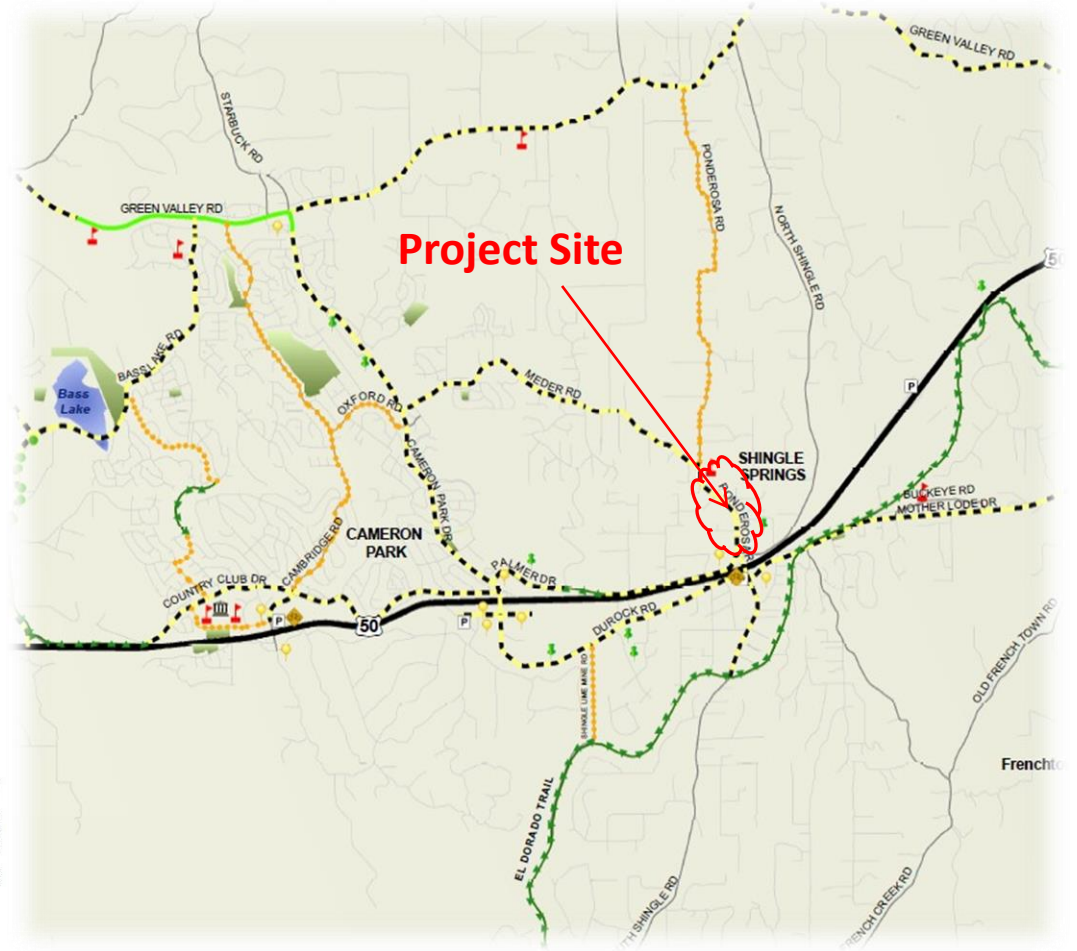 GREEN VALLEY RD
STARBUCK RD
PONDEROSA RD
GREEN VALLEY RD
NORTH SHINGLE RD
Project Site
50
P
BASS LAKE RD
Bass
Lake
MEDER RD
OXFORD RD
CAMERON PARK DR
SHINGLE
SPRINGS
PONDEROSA R
BUCKEYE RD
MOTHER LODE DR
CAMERON
PARK
CAMBRIDGE RD
PALMER DR
COUNTRY CLUB DR
P
50
P
DUROCK RD
SHINGLE LIME MINE RD
OLD FRENCH TOWN RD
Frenchto
EL DORADO TRAIL
TH SHINGLE RD
RENCH CREEK RD